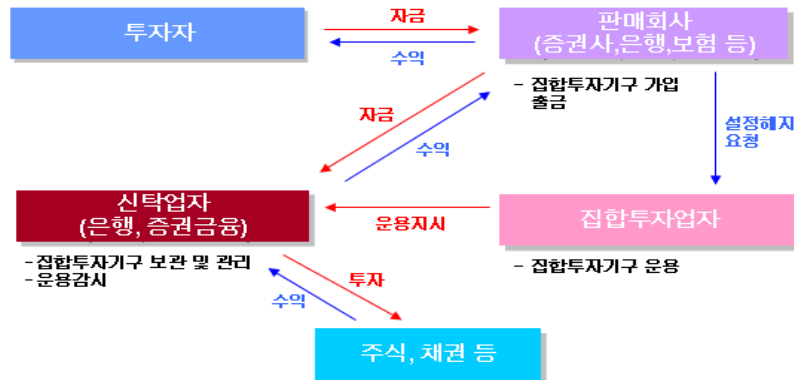 투자자
자금
수익
판매회사
(증권사,은행,보험 등)
- 집합투자기구 가입
출금
자금
수익
설정해지
요청
신탁업자
(은행, 증권금융)
운용지시
집합투자업자
-집합투자기구 보관 및 관리
-운용감시
- 집합투자기구 운용
투자
수익
주식, 채권 등